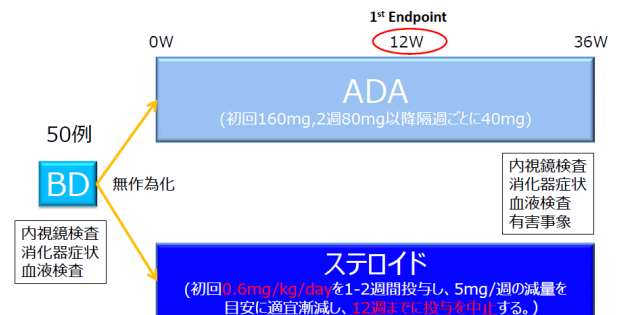 1st Endpoint
0W
12W
36W
ADA
(初回160mg,2週80mg以降隔週ごとに40mg)
50例
BD
無作為化
内視鏡検査
消化器症状
血液検査
内視鏡検査
消化器症状
血液検査
有害事象
ステロイド
(初回0.6mg/kg/dayを1-2週間投与し、5mg/週の減量を
目安に適宜漸減し、12週までに投与を中止する。)